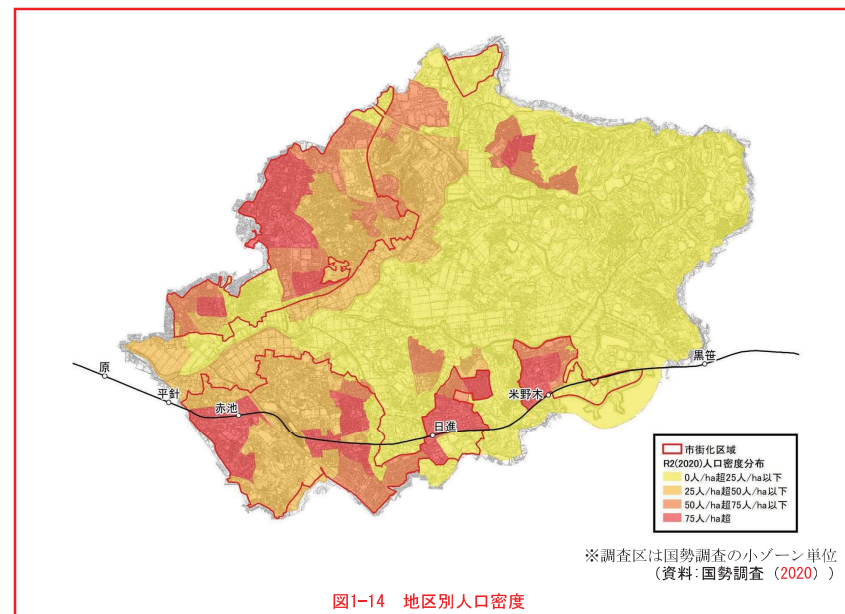 原
平針
赤池
日進
米野木
黒笹
市街化区域
R2(2020)人口密度分布
0人/ha超25人/ha以下
25人/ha超50人/ha以下
50人/ha超75人/ha以下
75人/ha超
※調査区は国勢調査の小ゾーン単位
(資料:国勢調査(2020))
図1-14 地区別人口密度